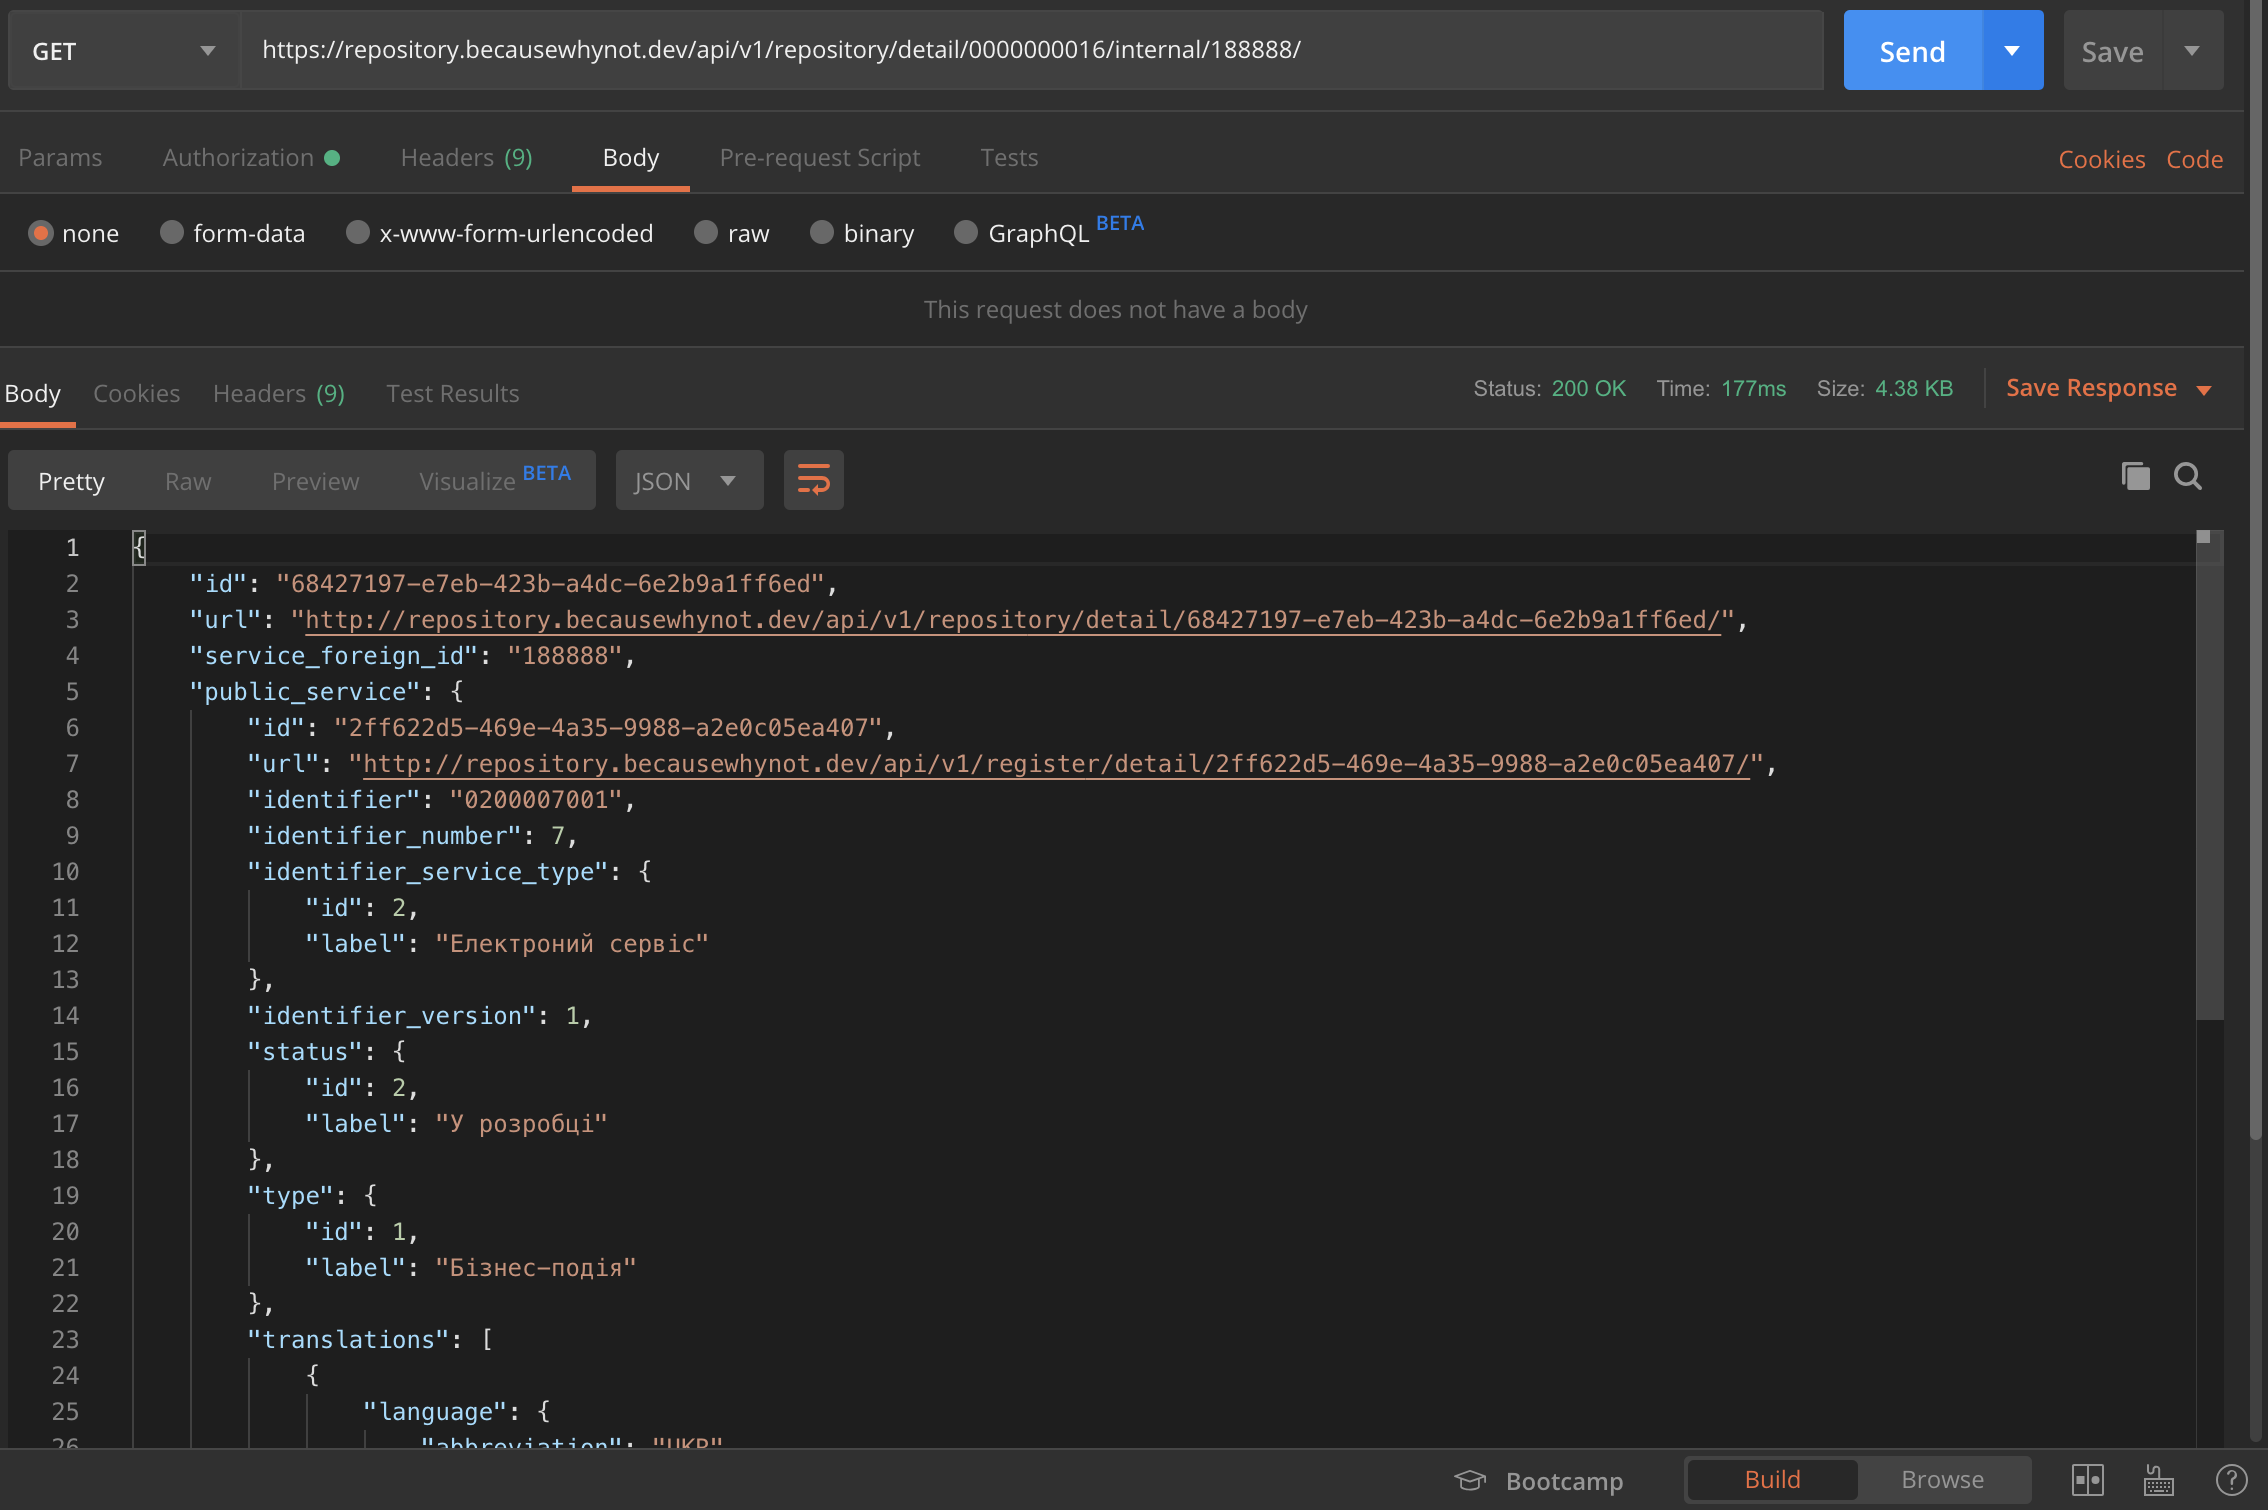 GET https://repository.becausewhynot.dev/api/v1/repository/detail/0000000016/internal/188888/ Send Save
Params Authorization Headers (9) Body Pre-request Script Tests Cookies Code
none form-data x-www-form-urlencoded raw binary GraphQL BETA
This request does not have a body
Body Cookies Headers (9) Test Results Status: 200 OK Time: 177ms Size: 4.38 KB Save Response
Pretty Raw Preview Visualize BETA JSON
1 {
2 "id": "68427197-e7eb-423b-a4dc-6e2b9a1ff6ed",
3 "url": "http://repository.becausewhynot.dev/api/v1/repository/detail/68427197-e7eb-423b-a4dc-6e2b9a1ff6ed/",
4 "service_foreign_id": "188888",
5 "public_service": {
6 "id": "2ff622d5-469e-4a35-9988-a2e0c05ea407",
7 "url": "http://repository.becausewhynot.dev/api/v1/register/detail/2ff622d5-469e-4a35-9988-a2e0c05ea407/",
8 "identifier": "0200007001",
9 "identifier_number": 7,
10 "identifier_service_type": {
11 "id": 2,
12 "label": "Електроний сервіс"
13 },
14 "identifier_version": 1,
15 "status": {
16 "id": 2,
17 "label": "У розробці"
18 },
19 "type": {
20 "id": 1,
21 "label": "Бізнес-подія"
22 },
23 "translations": [
24 {
25 "language": {
26 "abbreviation": "UKR"
Bootcamp Build Browse